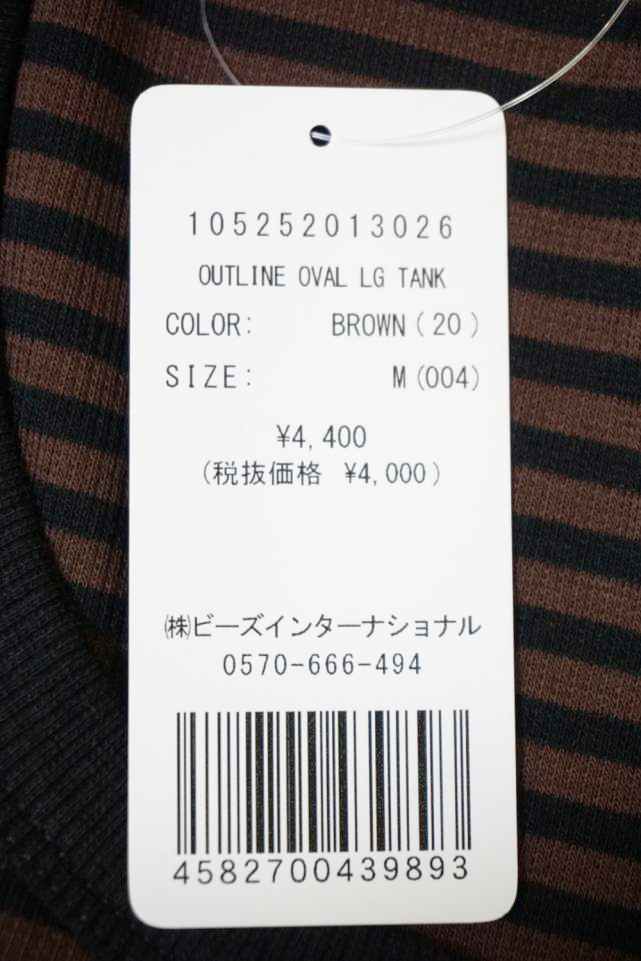 105252013026
OUTLINE OVAL LG TANK
COLOR: BROWN(20)
SIZE: M(004)
¥4,400
(税抜価格 ¥4,000)
㈱ビーズインターナショナル
0570-666-494
4582700439893